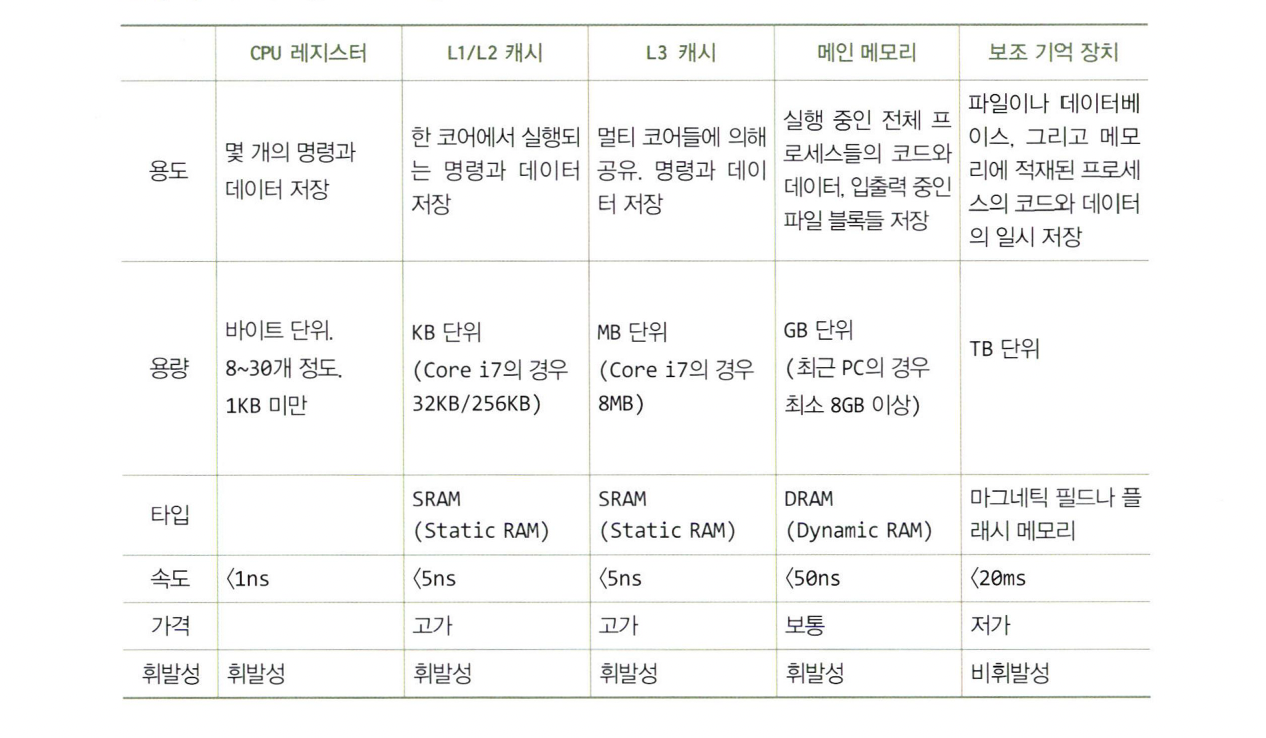 CPU 레지스터
L1/L2 캐시
L3 캐시
메인 메모리
보조 기억 장치
용도
몇 개의 명령과
데이터 저장
한 코어에서 실행되
는 명령과 데이터
저장
멀티 코어들에 의해
공유. 명령과 데이
터 저장
실행 중인 전체 프
로세스들의 코드와
데이터, 입출력 중인
파일 블록들 저장
파일이나 데이터베
이스, 그리고 메모
리에 적재된 프로세
스의 코드와 데이터
의 일시 저장
용량
바이트 단위.
8~30개 정도.
1KB 미만
KB 단위
(Core i7의 경우
32KB/256KB)
MB 단위
(Core i7의 경우
8MB)
GB 단위
(최근 PC의 경우
최소 8GB 이상)
TB 단위
타입
SRAM
(Static RAM)
SRAM
(Static RAM)
DRAM
(Dynamic RAM)
마그네틱 필드나 플
래시 메모리
속도
<1ns
<5ns
<5ns
<50ns
<20ms
가격
고가
고가
보통
저가
휘발성
휘발성
휘발성
휘발성
휘발성
비휘발성